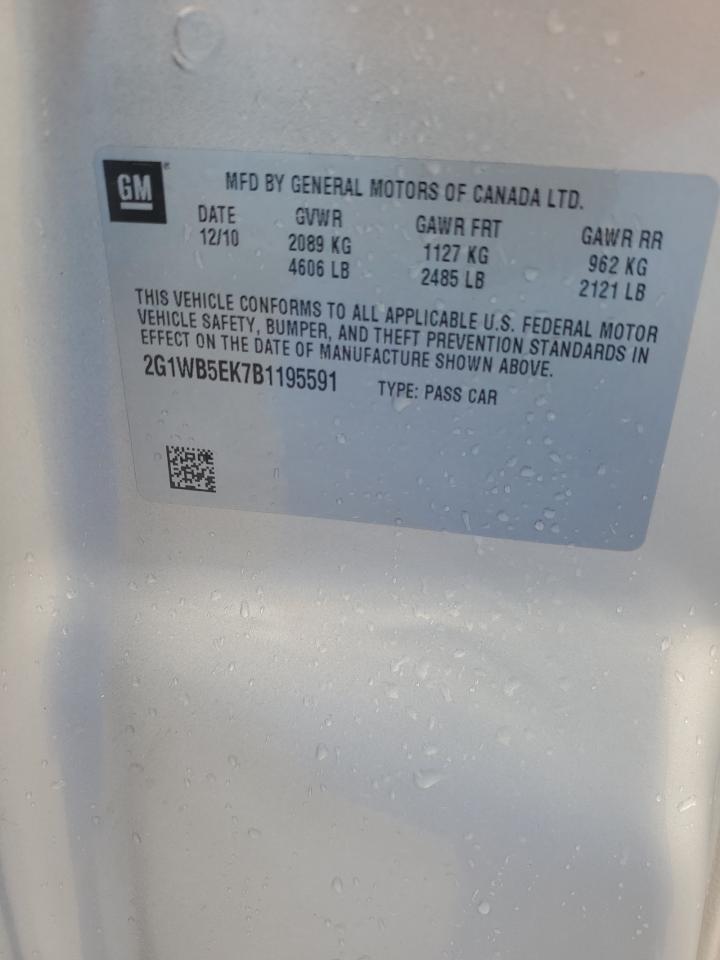 GM
MFD BY GENERAL MOTORS OF CANADA LTD.
DATE GVWR GAWR FRT GAWR RR
12/10 2089 KG 1127 KG 962 KG
4606 LB 2485 LB 2121 LB
THIS VEHICLE CONFORMS TO ALL APPLICABLE U.S. FEDERAL MOTOR
VEHICLE SAFETY, BUMPER, AND THEFT PREVENTION STANDARDS IN
EFFECT ON THE DATE OF MANUFACTURE SHOWN ABOVE.
2G1WB5EK7B1195591 TYPE: PASS CAR